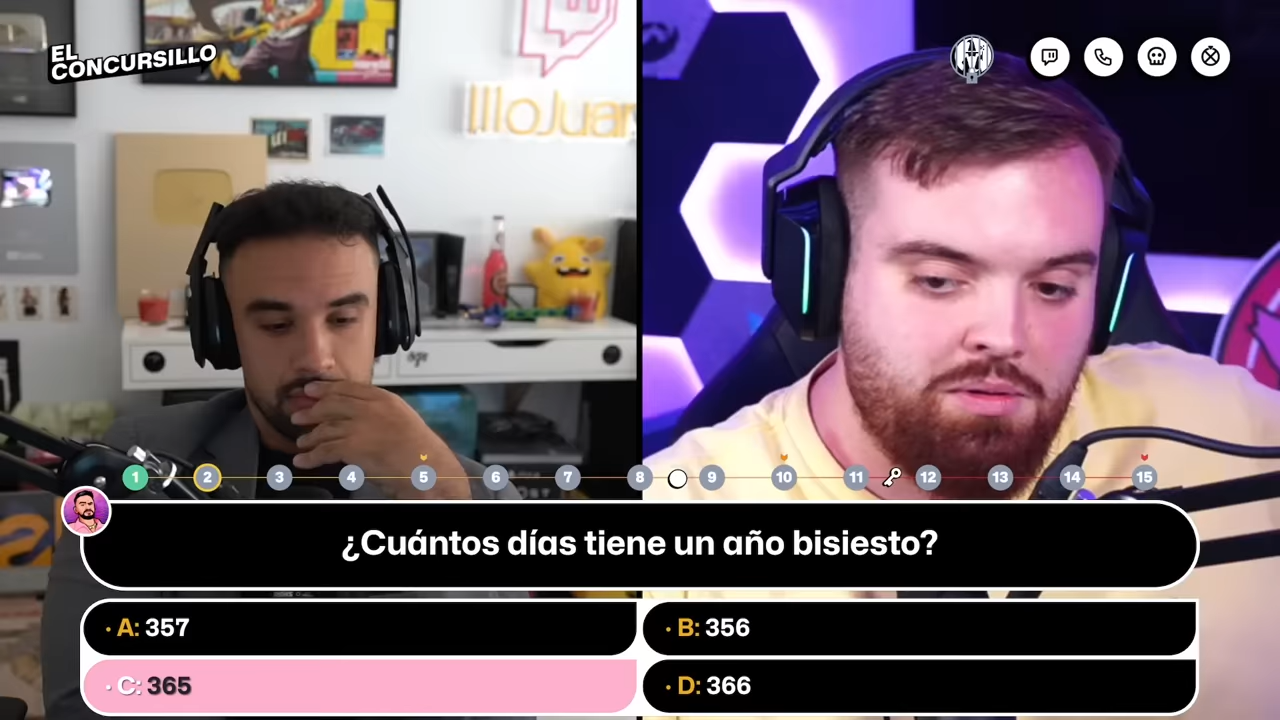 EL
CONCURSILLO
IlloJuan
1
2
3
4
5
6
7
8
9
10
11
12
13
14
15
¿Cuántos días tiene un año bisiesto?
· A: 357
· B: 356
· C: 365
· D: 366